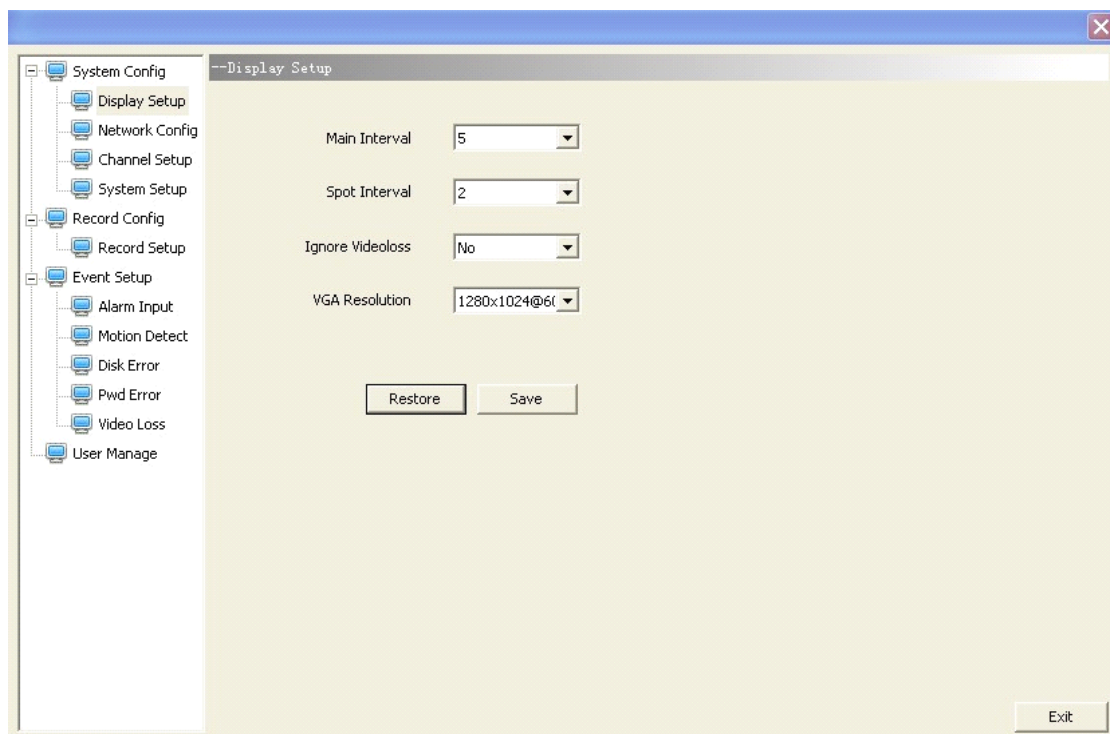 System Config
Display Setup
Network Config
Channel Setup
System Setup
Record Config
Record Setup
Event Setup
Alarm Input
Motion Detect
Disk Error
Pwd Error
Video Loss
User Manage
--Display Setup
Main Interval 5
Spot Interval 2
Ignore Videoloss No
VGA Resolution 1280x1024@6
Restore Save
Exit